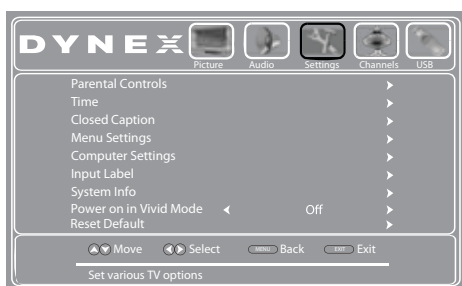 DYNEX
Picture Audio Settings Channels USB
Parental Controls
Time
Closed Caption
Menu Settings
Computer Settings
Input Label
System Info
Power on in Vivid Mode Off
Reset Default
Move Select MENU Back EXIT Exit
Set various TV options